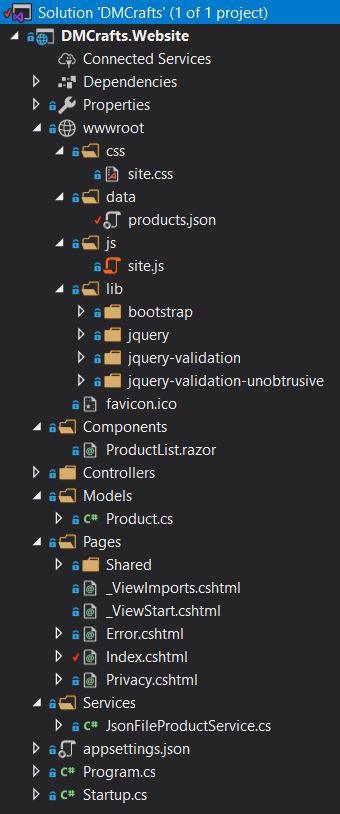 Solution 'DMCrafts' (1 of 1 project)
DMCrafts.Website
Connected Services
Dependencies
Properties
wwwroot
css
site.css
data
products.json
js
site.js
lib
bootstrap
jquery
jquery-validation
jquery-validation-unobtrusive
favicon.ico
Components
ProductList.razor
Controllers
Models
C# Product.cs
Pages
Shared
_ViewImports.cshtml
_ViewStart.cshtml
Error.cshtml
Index.cshtml
Privacy.cshtml
Services
C# JsonFileProductService.cs
appsettings.json
C# Program.cs
C# Startup.cs